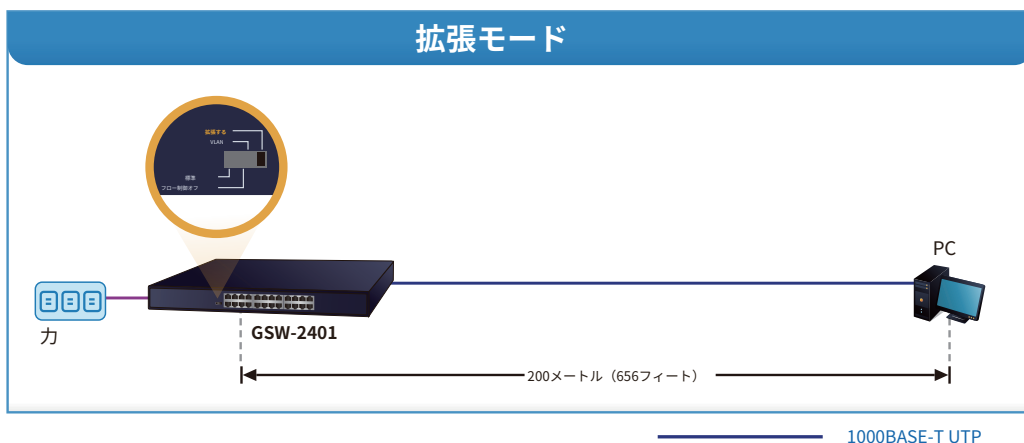 拡張モード
拡張する
VLAN
標準
フロー制御オフ
PC
力
GSW-2401
200メートル（656フィート）
1000BASE-T UTP